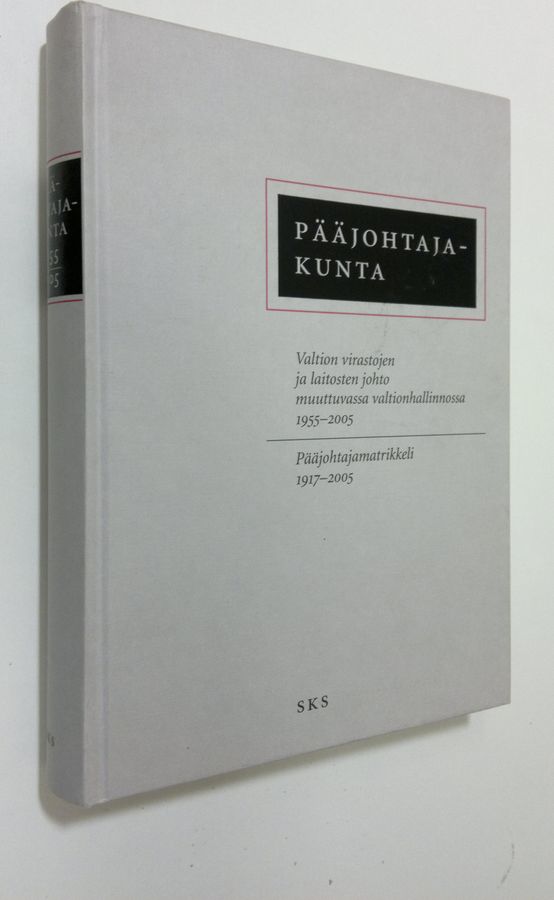 PÄÄJOHTAJA-
KUNTA
Valtion virastojen
ja laitosten johto
muuttuvassa valtionhallinnossa
1955–2005
Pääjohtajamatrikkeli
1917–2005
SKS